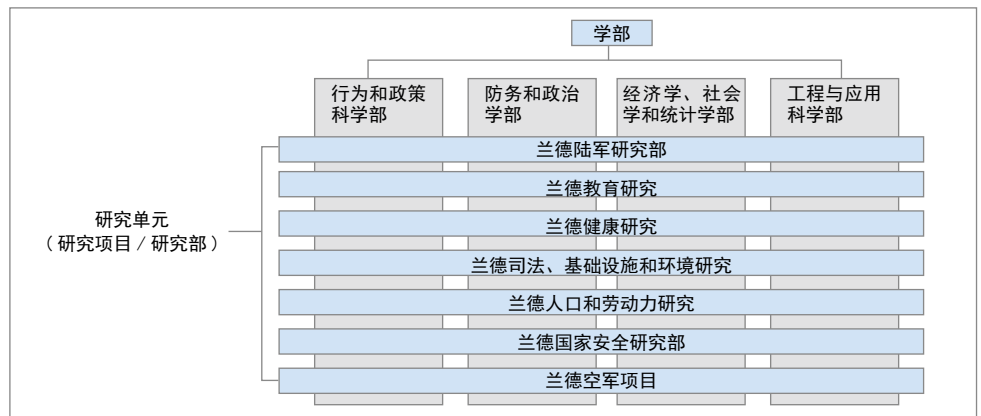 学部
行为和政策
科学部
防务和政治
学部
经济学、社会
学和统计学部
工程与应用
科学部
兰德陆军研究部
兰德教育研究
兰德健康研究
兰德司法、基础设施和环境研究
兰德人口和劳动力研究
兰德国家安全研究部
兰德空军项目
研究单元
（研究项目 / 研究部）